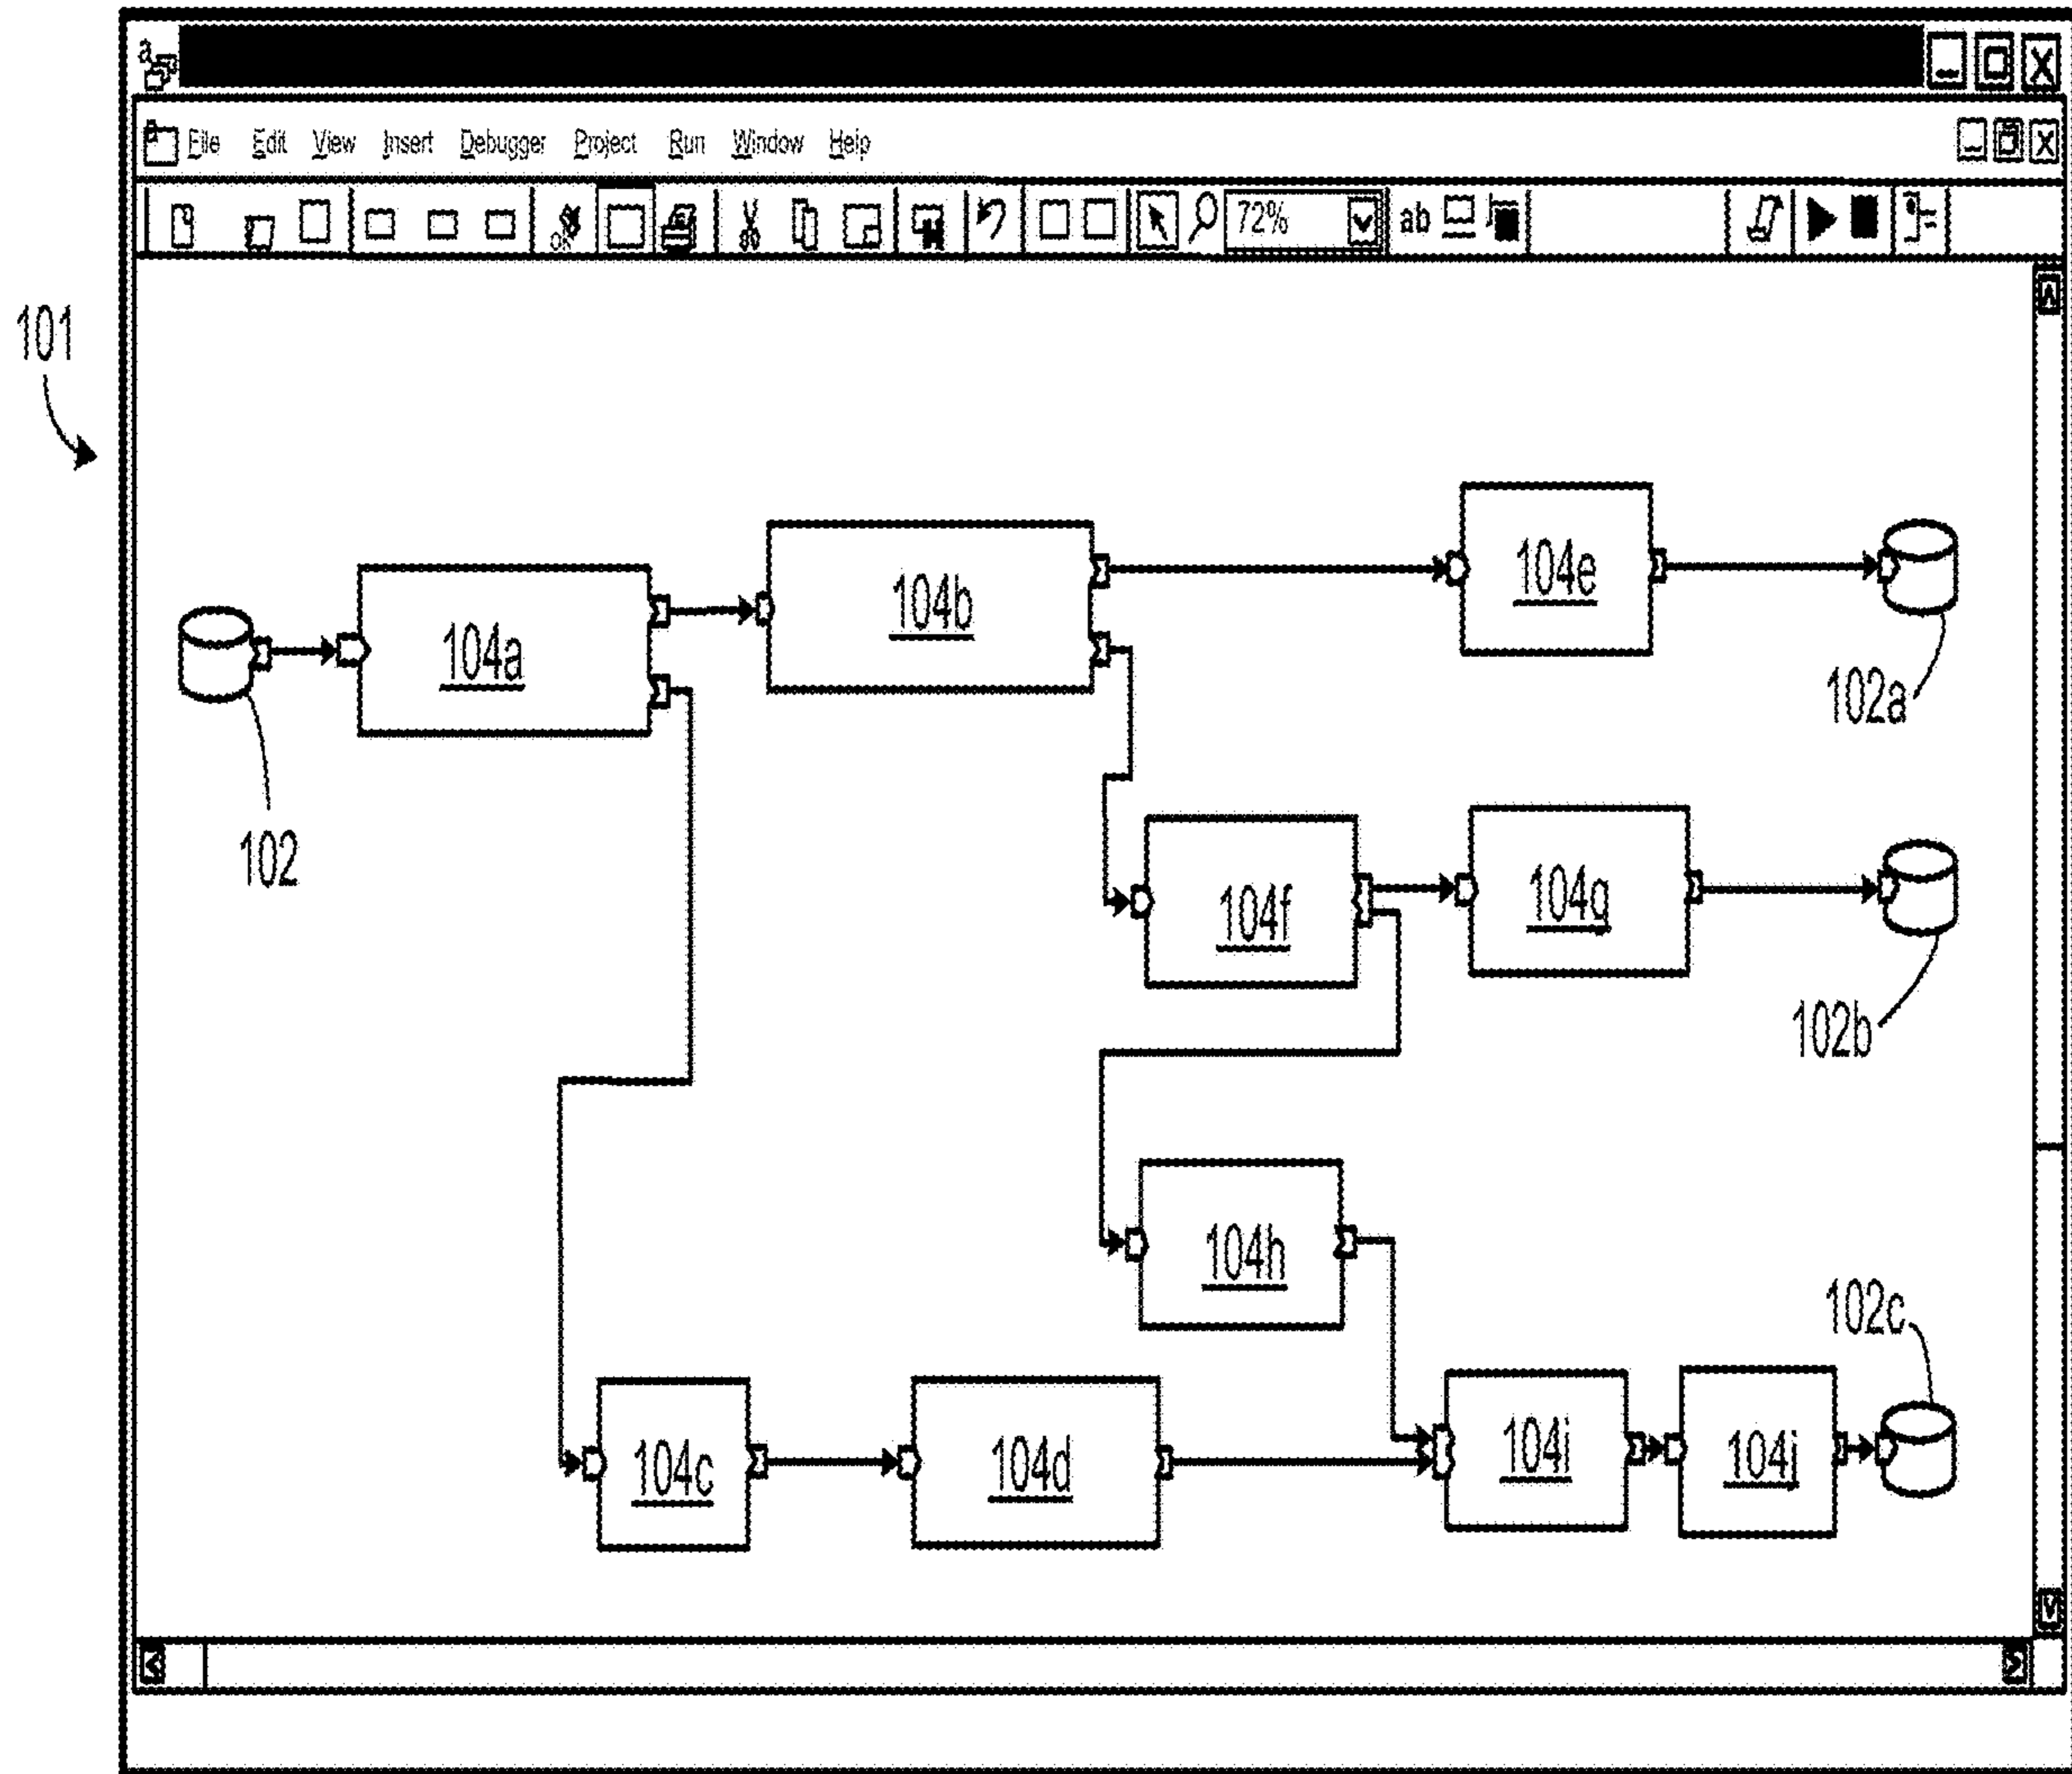 a
a File Edit View Insert Debugger Project Run Window Help
OK 72% ab
101
104e
104b
104a
102a
102
104f
104g
102b
104h
102c
104i
104j
104c
104d